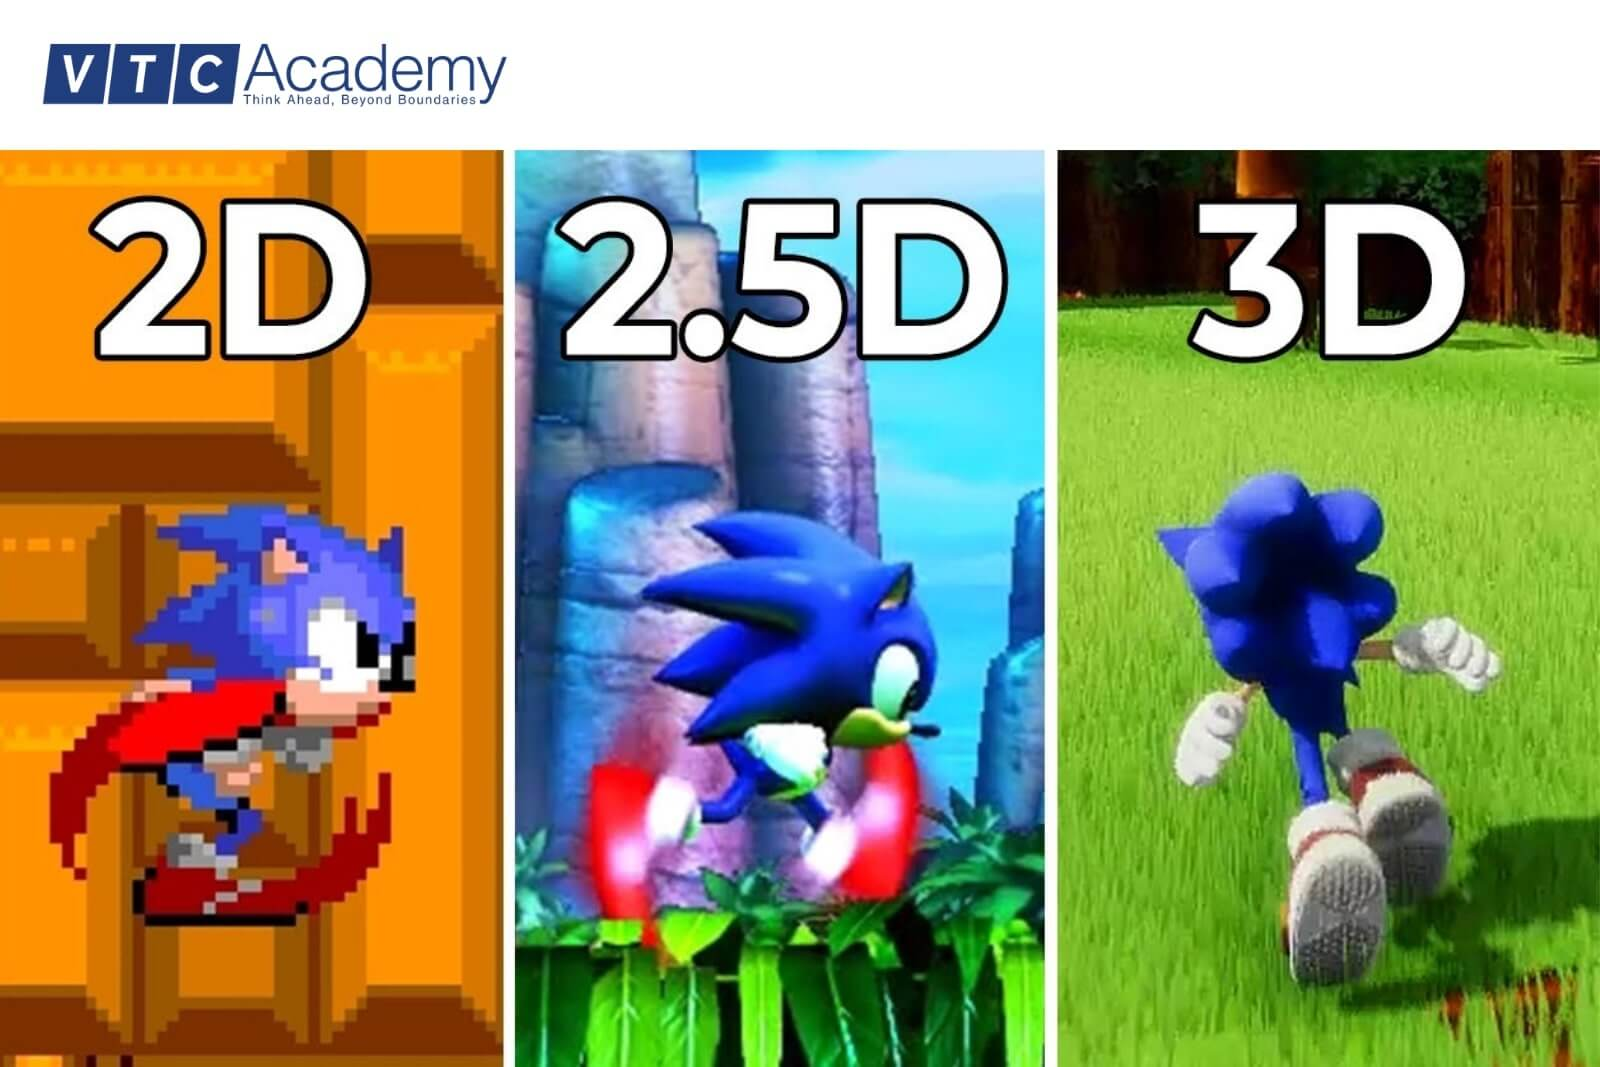 VTC Academy
Think Ahead, Beyond Boundaries
2D
2.5D
3D